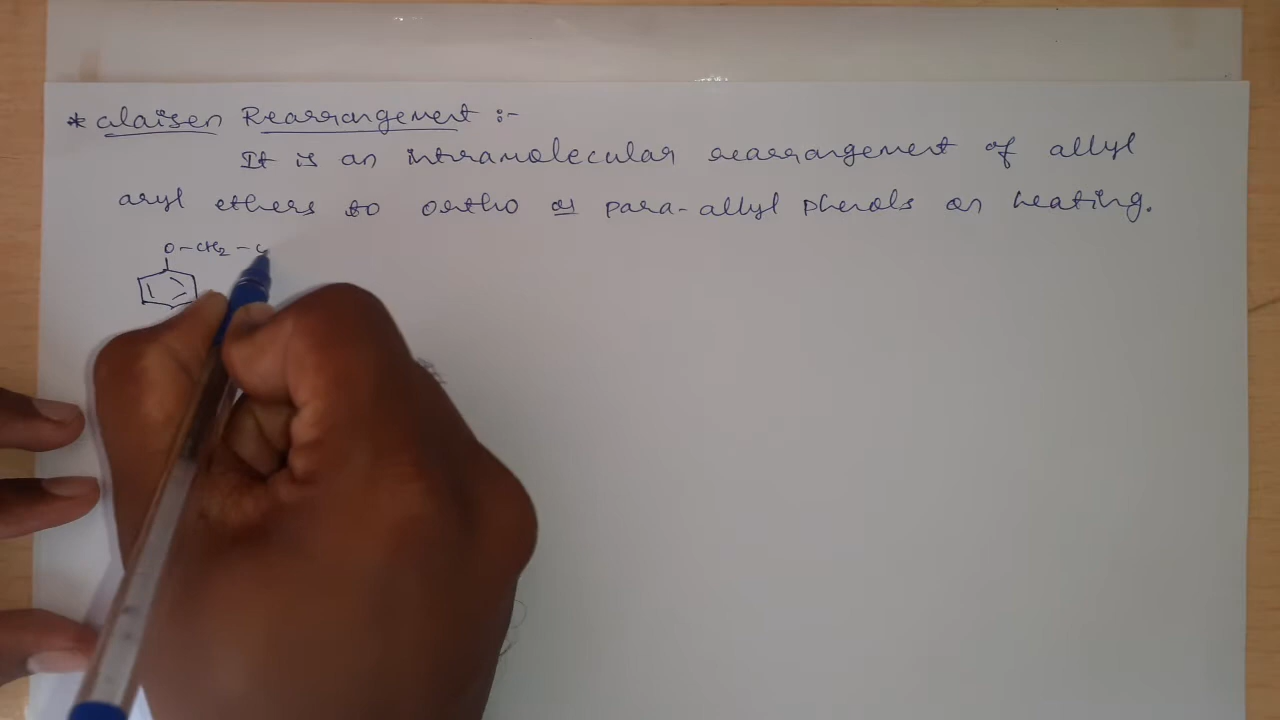 * Claisen Rearrangement :-
It is an intramolecular rearrangement of allyl
aryl ethers to ortho or para-allyl phenols on heating.
O-CH2-C